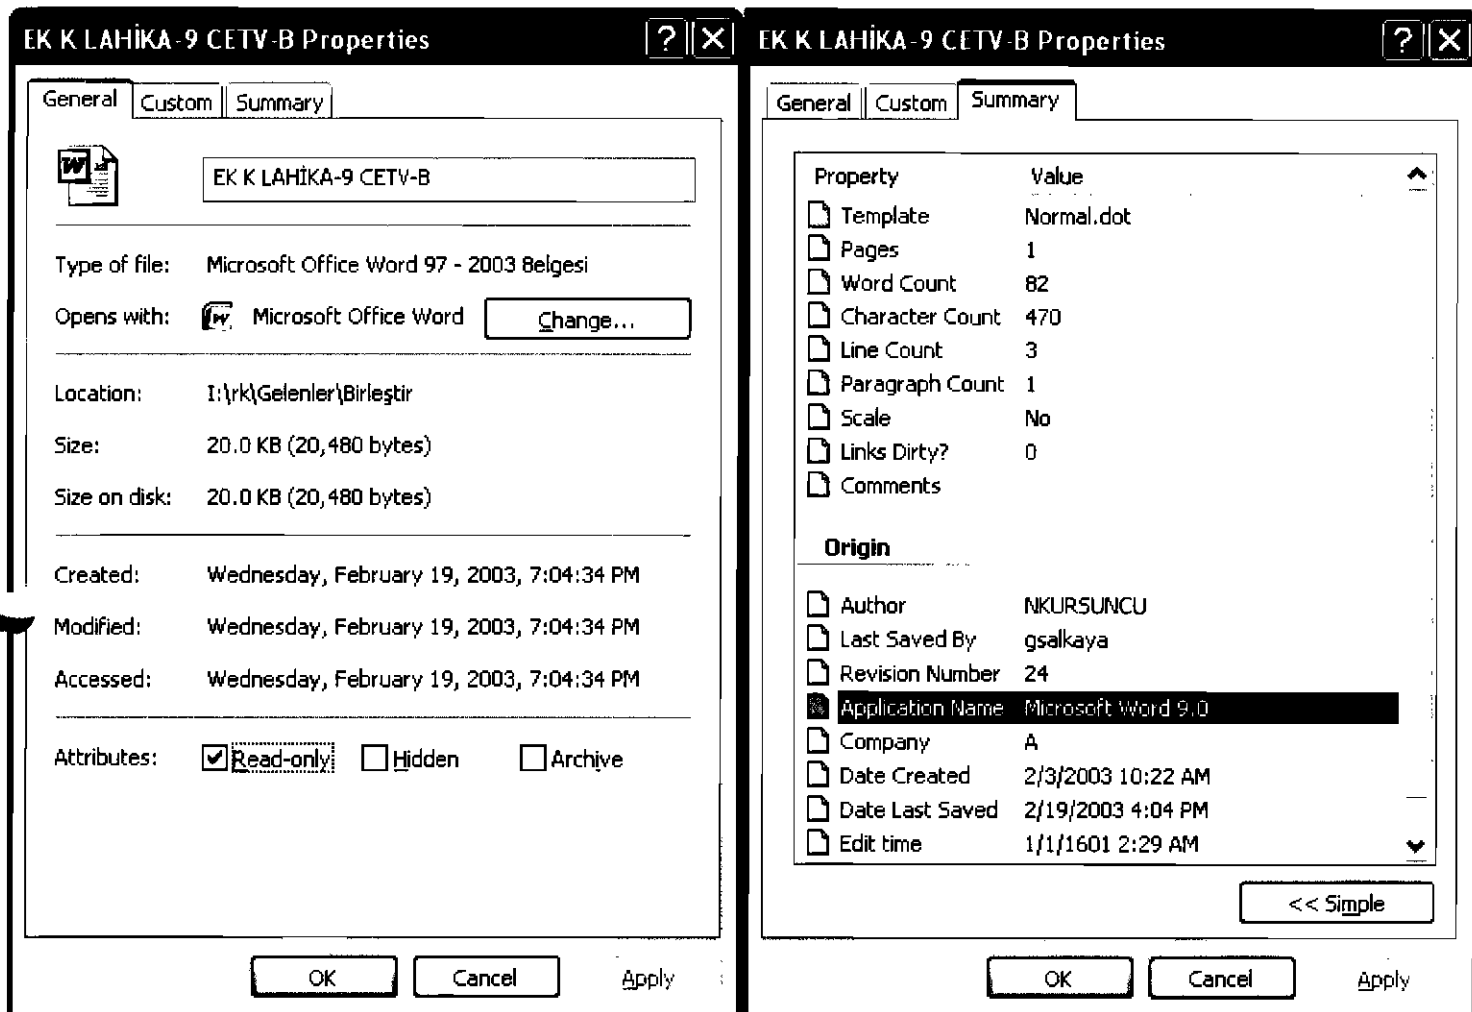 EK K LAHİKA-9 CETV-B Properties
General Custom Summary
EK K LAHİKA-9 CETV-B
Type of file: Microsoft Office Word 97 - 2003 Belgesi
Opens with: Microsoft Office Word Change...
Location: I:\rk\Gelenler\Birleştir
Size: 20.0 KB (20,480 bytes)
Size on disk: 20.0 KB (20,480 bytes)
Created: Wednesday, February 19, 2003, 7:04:34 PM
Modified: Wednesday, February 19, 2003, 7:04:34 PM
Accessed: Wednesday, February 19, 2003, 7:04:34 PM
Attributes: Read-only Hidden Archive
OK Cancel Apply
EK K LAHİKA-9 CETV-B Properties
General Custom Summary
Property Value
Template Normal.dot
Pages 1
Word Count 82
Character Count 470
Line Count 3
Paragraph Count 1
Scale No
Links Dirty? 0
Comments
Origin
Author NKURSUNCU
Last Saved By gsalkaya
Revision Number 24
Application Name Microsoft Word 9.0
Company A
Date Created 2/3/2003 10:22 AM
Date Last Saved 2/19/2003 4:04 PM
Edit time 1/1/1601 2:29 AM
<< Simple
OK Cancel Apply